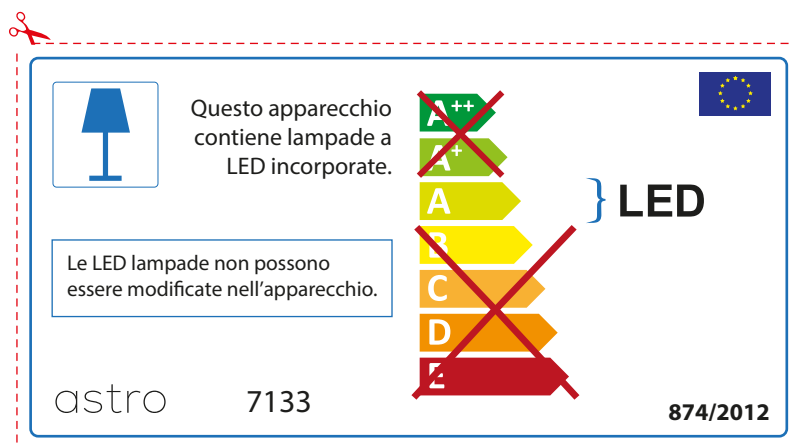 Questo apparecchio
contiene lampade a
LED incorporate.
A++
A+
A
B
C
D
E
LED
Le LED lampade non possono
essere modificate nell’apparecchio.
astro
7133
874/2012